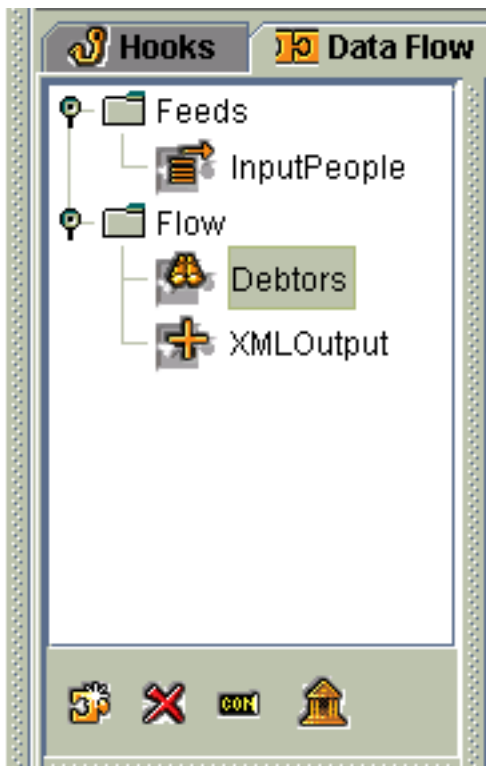 Hooks Data Flow
Feeds
InputPeople
Flow
Debtors
XMLOutput
CON